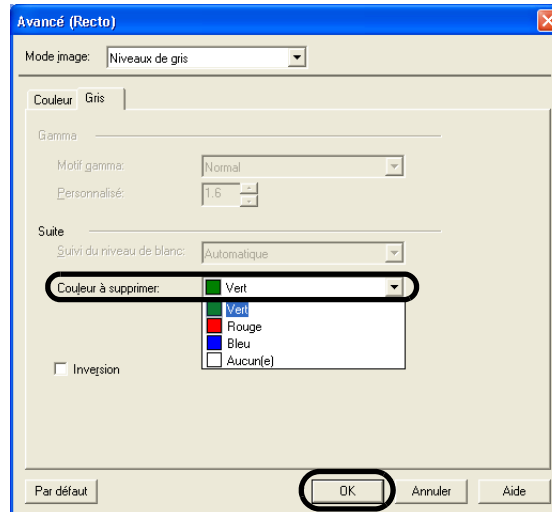 Avancé (Recto)
Mode image: Niveaux de gris
Couleur Gris
Gamma
Motif gamma: Normal
Personnalisé: 1.6
Suite
Suivi du niveau de blanc: Automatique
Couleur à supprimer: Vert
Vert
Rouge
Bleu
Aucun(e)
Inversion
Par défaut OK Annuler Aide